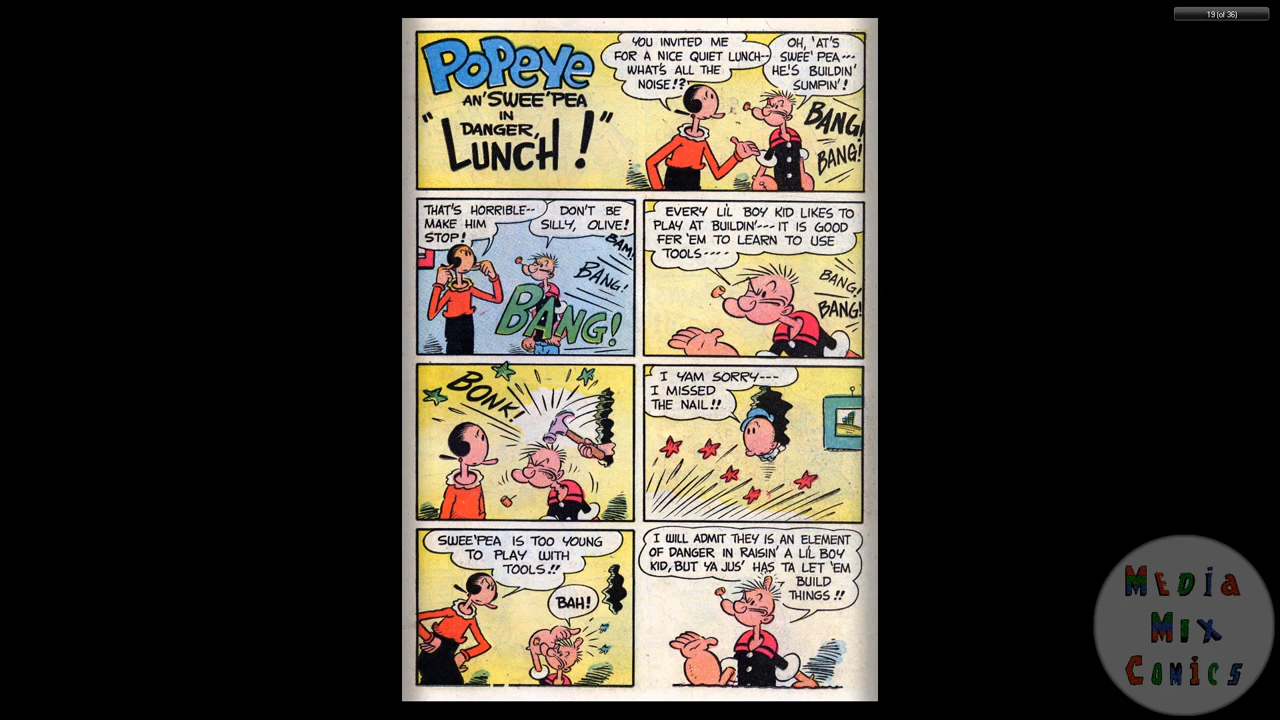 19 (of 36)
POPEYE
AN' SWEE'PEA
IN
DANGER,
"LUNCH!"
YOU INVITED ME
FOR A NICE QUIET LUNCH--
WHAT'S ALL THE
NOISE!?
OH, 'AT'S
SWEE' PEA---
HE'S BUILDIN'
SUMPIN'!
BANG!
BANG!
THAT'S HORRIBLE--
MAKE HIM
STOP!
DON'T BE
SILLY, OLIVE!
BAM!
BANG!
BANG!
EVERY LI'L BOY KID LIKES TO
PLAY AT BUILDIN'--- IT IS GOOD
FER 'EM TO LEARN TO USE
TOOLS----
BANG!
BANG!
BONK!
I YAM SORRY---
I MISSED
THE NAIL!!
SWEE'PEA IS TOO YOUNG
TO PLAY WITH
TOOLS!!
BAH!
I WILL ADMIT THEY IS AN ELEMENT
OF DANGER IN RAISIN' A LI'L BOY
KID, BUT YA JUS' HAS TA LET 'EM
BUILD
THINGS!!
MEDIA
MIX
COMICS